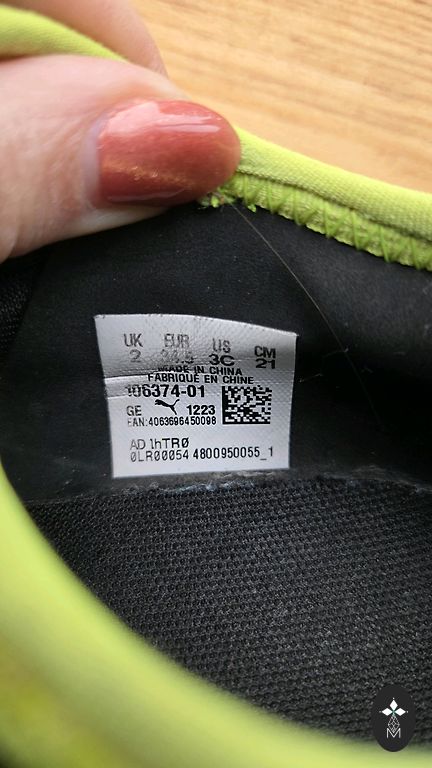 UK EUR US CM
2 34.5 3C 21
MADE IN CHINA
FABRIQUÉ EN CHINE
106374-01
GE 1223
EAN:4063696450098
AD 1hTRØ
0LR00054 4800950055_1
M